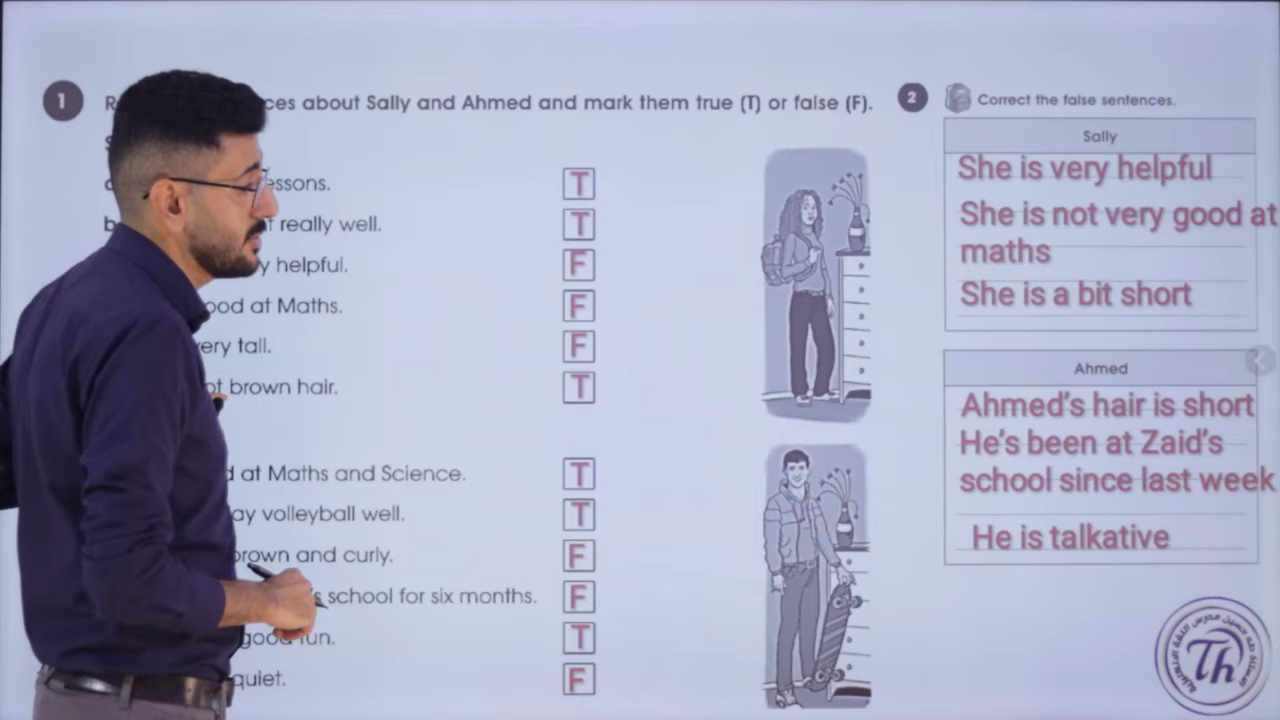 1
ces about Sally and Ahmed and mark them true (T) or false (F).
essons. T
really well. T
y helpful. F
ood at Maths. F
ery tall. F
ot brown hair. T
d at Maths and Science. T
ay volleyball well. T
brown and curly. F
s school for six months. F
good fun. T
quiet. F
2 Correct the false sentences.
Sally
She is very helpful
She is not very good at
maths
She is a bit short
Ahmed
Ahmed's hair is short
He's been at Zaid's
school since last week
He is talkative
Th